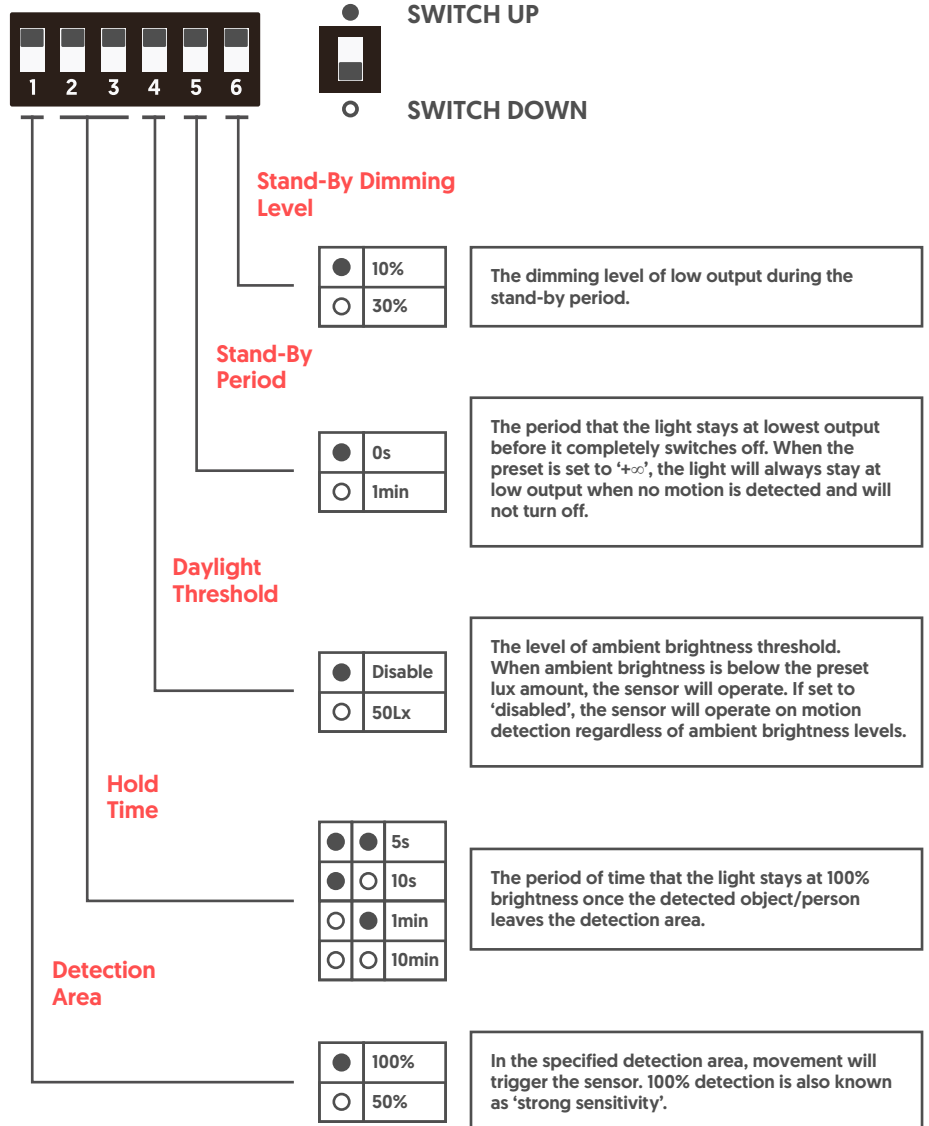 SWITCH UP
1 2 3 4 5 6
SWITCH DOWN
Stand-By Dimming
Level
10%
30%
The dimming level of low output during the
stand-by period.
Stand-By
Period
0s
1min
The period that the light stays at lowest output
before it completely switches off. When the
preset is set to ‘+∞’, the light will always stay at
low output when no motion is detected and will
not turn off.
Daylight
Threshold
Disable
50Lx
The level of ambient brightness threshold.
When ambient brightness is below the preset
lux amount, the sensor will operate. If set to
‘disabled’, the sensor will operate on motion
detection regardless of ambient brightness levels.
Hold
Time
5s
10s
1min
10min
The period of time that the light stays at 100%
brightness once the detected object/person
leaves the detection area.
Detection
Area
100%
50%
In the specified detection area, movement will
trigger the sensor. 100% detection is also known
as ‘strong sensitivity’.